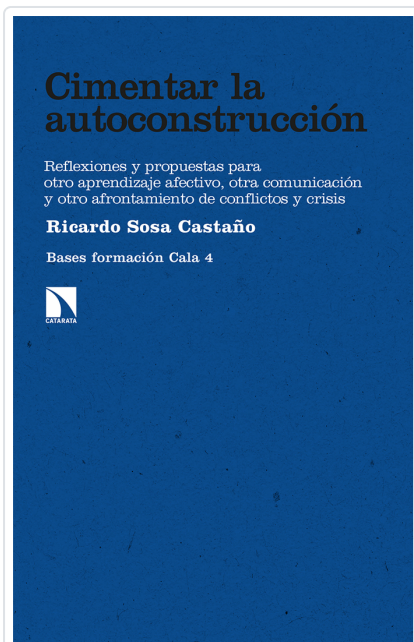 Cimentar la
autoconstrucción
Reflexiones y propuestas para
otro aprendizaje afectivo, otra comunicación
y otro afrontamiento de conflictos y crisis
Ricardo Sosa Castaño
Bases formación Cala 4
CATARATA